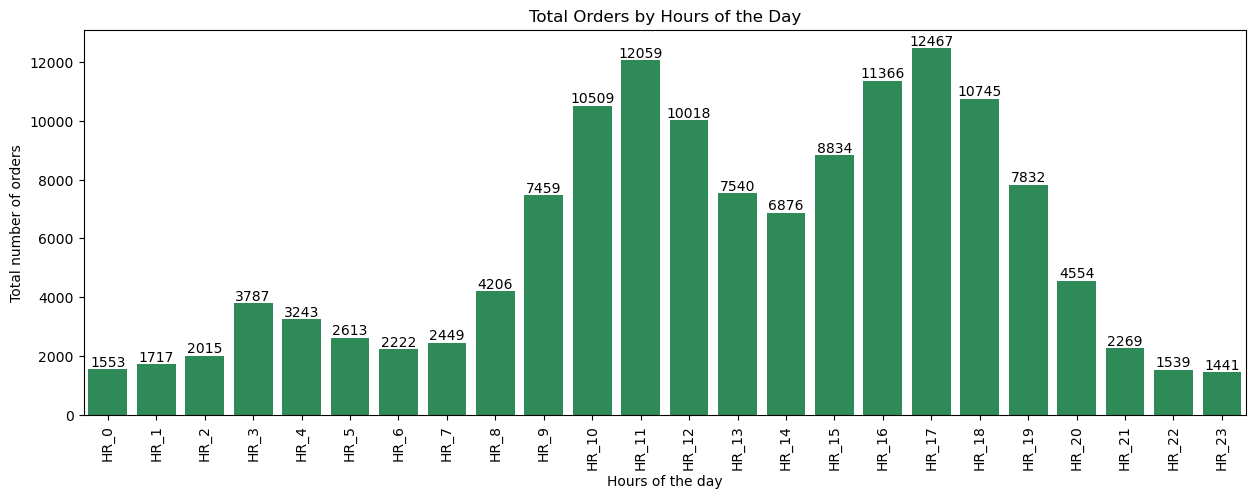 Total Orders by Hours of the Day
Total number of orders
12000
10000
8000
6000
4000
2000
0
1553
1717
2015
3787
3243
2613
2222
2449
4206
7459
10509
12059
10018
7540
6876
8834
11366
12467
10745
7832
4554
2269
1539
1441
HR_0
HR_1
HR_2
HR_3
HR_4
HR_5
HR_6
HR_7
HR_8
HR_9
HR_10
HR_11
HR_12
HR_13
HR_14
HR_15
HR_16
HR_17
HR_18
HR_19
HR_20
HR_21
HR_22
HR_23
Hours of the day